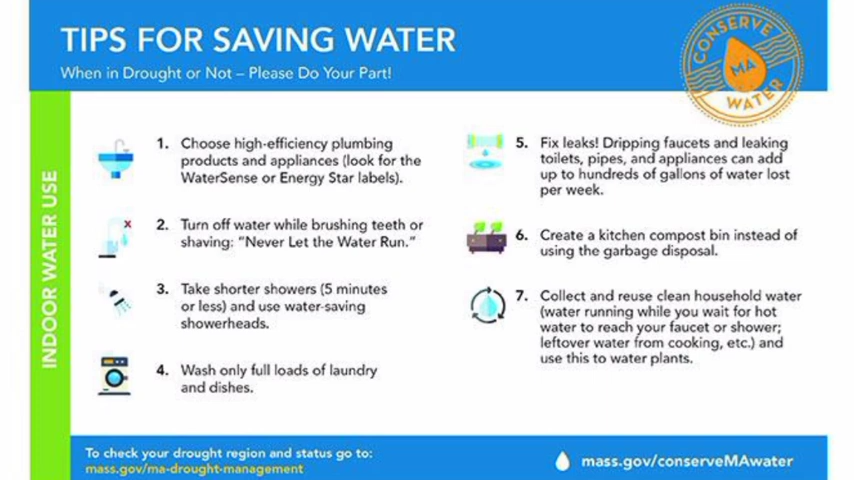 TIPS FOR SAVING WATER
When in Drought or Not – Please Do Your Part!
CONSERVE
MA
WATER
INDOOR WATER USE
1. Choose high-efficiency plumbing
products and appliances (look for the
WaterSense or Energy Star labels).
2. Turn off water while brushing teeth or
shaving: “Never Let the Water Run.”
3. Take shorter showers (5 minutes
or less) and use water-saving
showerheads.
4. Wash only full loads of laundry
and dishes.
5. Fix leaks! Dripping faucets and leaking
toilets, pipes, and appliances can add
up to hundreds of gallons of water lost
per week.
6. Create a kitchen compost bin instead of
using the garbage disposal.
7. Collect and reuse clean household water
(water running while you wait for hot
water to reach your faucet or shower;
leftover water from cooking, etc.) and
use this to water plants.
To check your drought region and status go to:
mass.gov/ma-drought-management
mass.gov/conserveMAwater